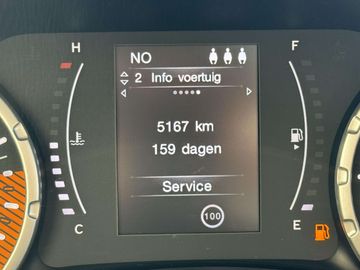 H
NO
F
2 Info voertuig
5167 km
159 dagen
Service
100
C
E